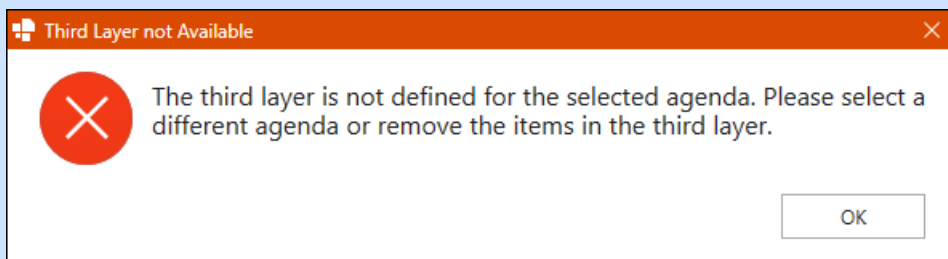 Third Layer not Available
The third layer is not defined for the selected agenda. Please select a
different agenda or remove the items in the third layer.
OK